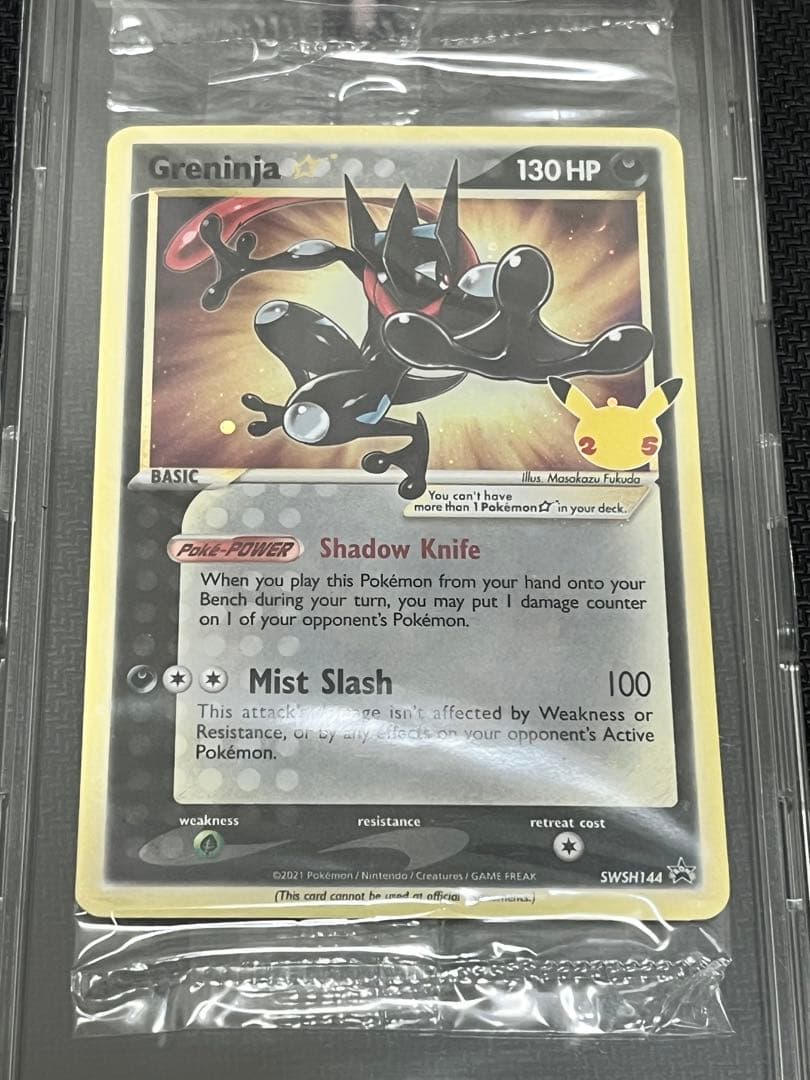 Greninja ☆ 130 HP
25
BASIC
Illus. Masakazu Fukuda
You can't have
more than 1 Pokémon☆ in your deck.
Poké-POWER Shadow Knife
When you play this Pokémon from your hand onto your
Bench during your turn, you may put 1 damage counter
on 1 of your opponent's Pokémon.
Mist Slash 100
This attack's damage isn't affected by Weakness or
Resistance, or by any effects on your opponent's Active
Pokémon.
weakness resistance retreat cost
©2021 Pokémon / Nintendo / Creatures / GAME FREAK
SWSH144
(This card cannot be used at official